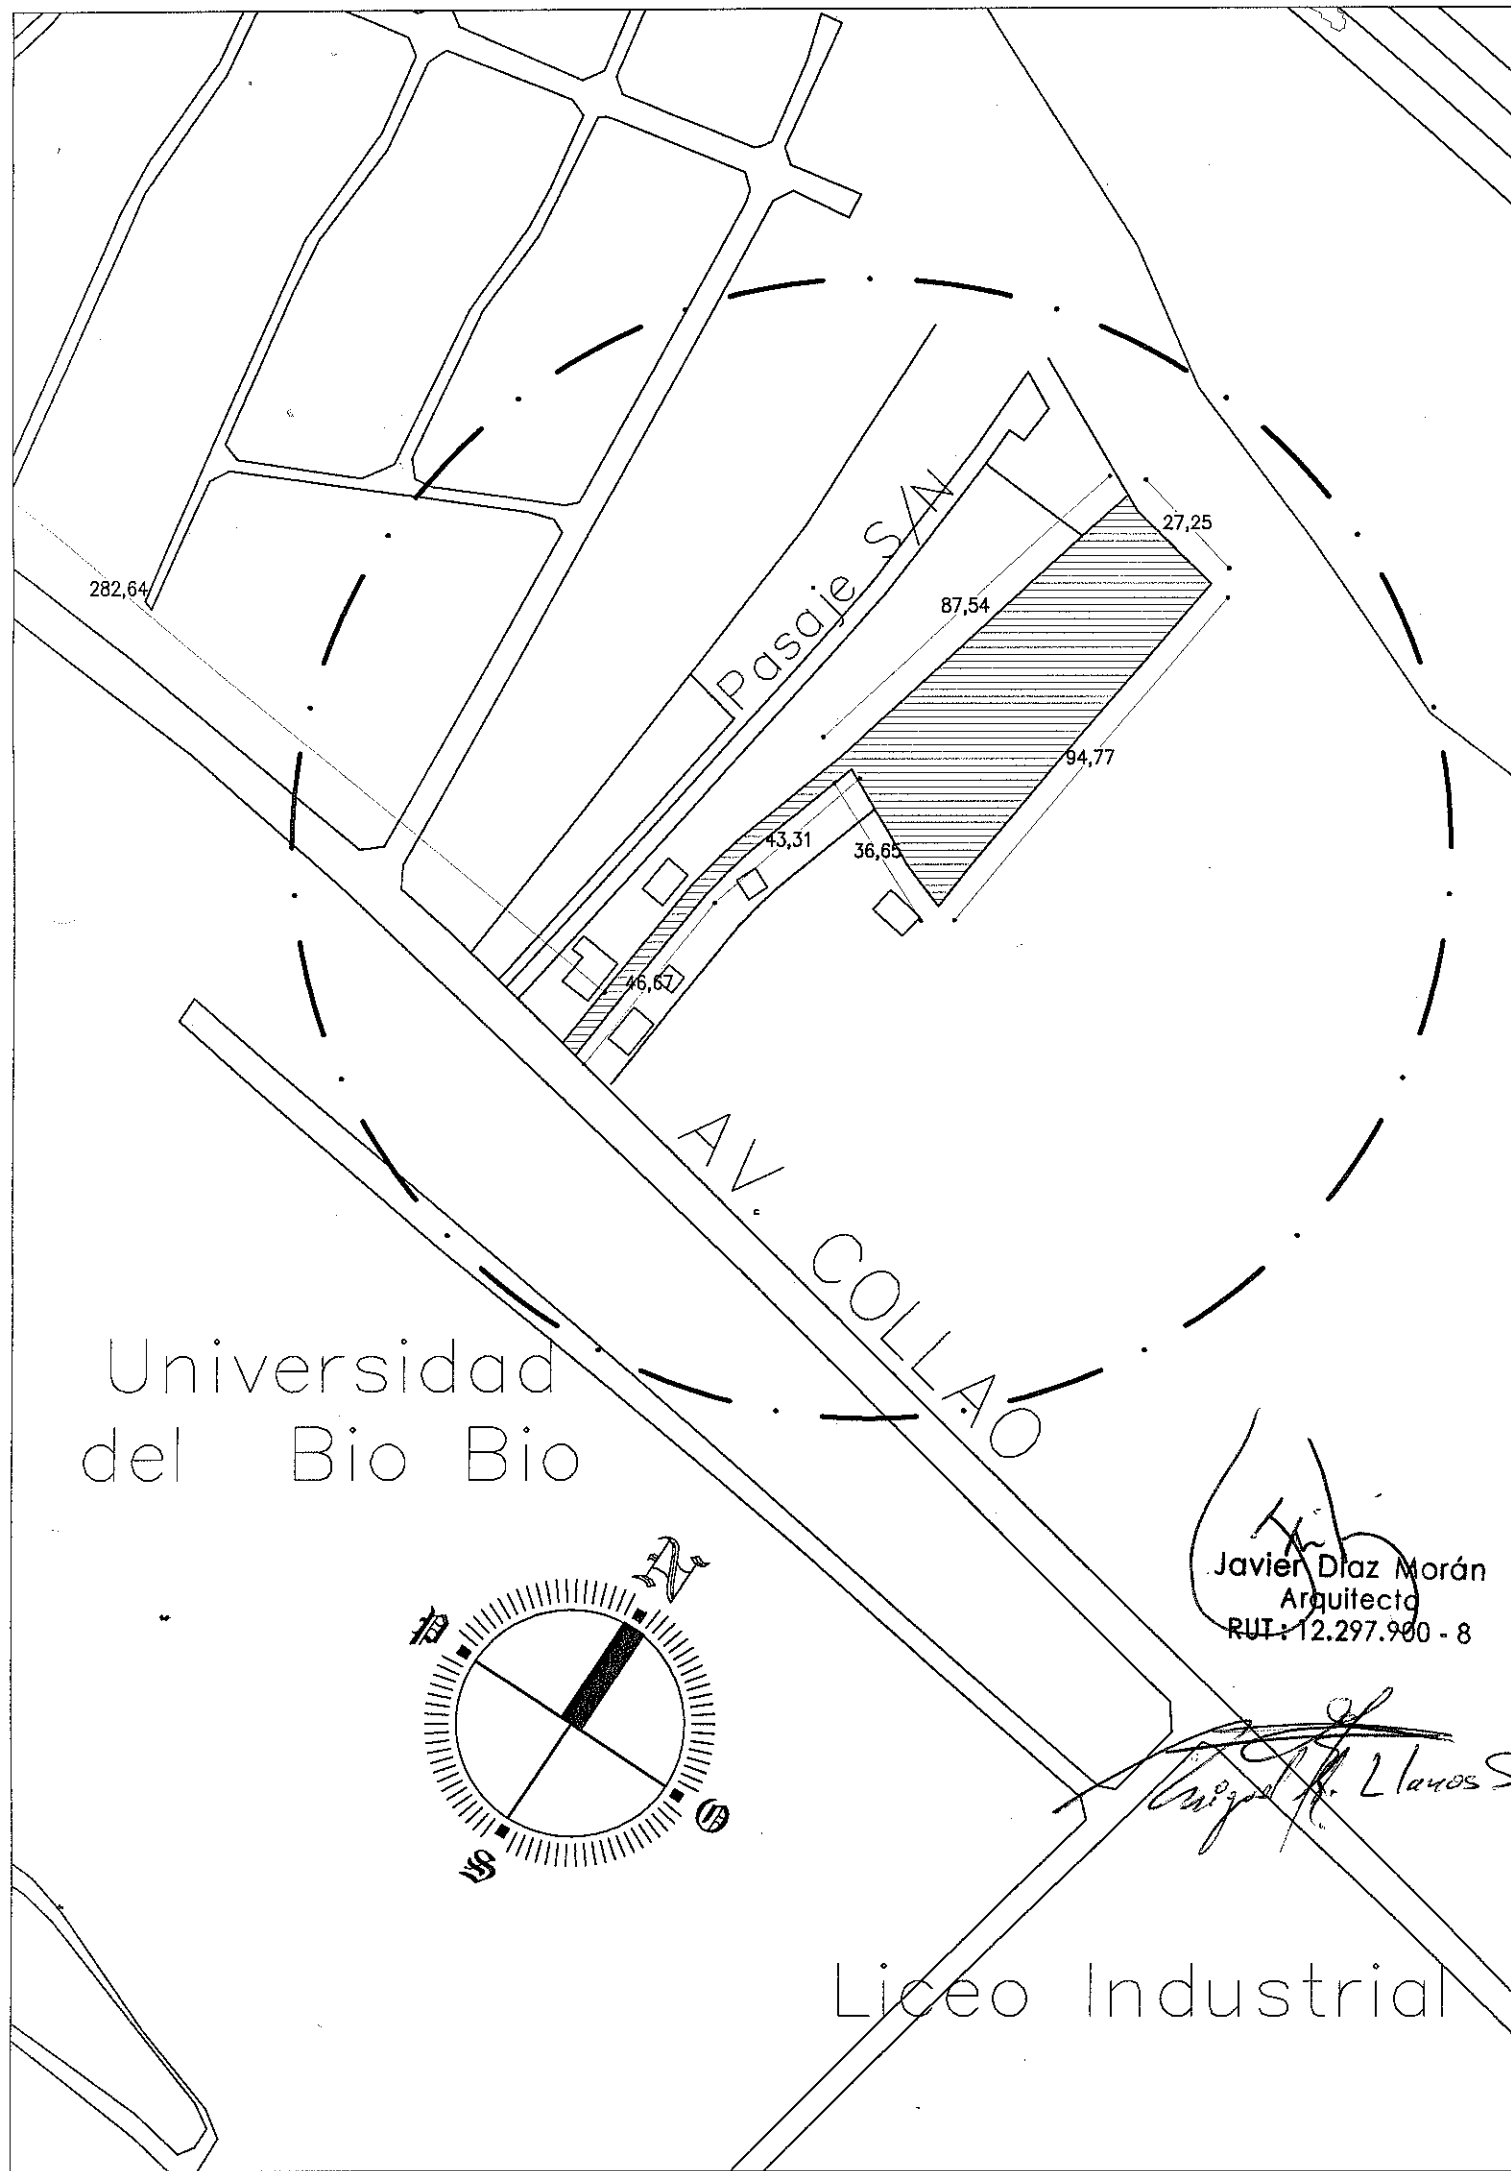 27,25
Pasaje S/N
282,64
87,54
94,77
43,31
36,65
46,67
AV. COLLAO
Universidad
del Bio Bio
Javier Díaz Morán
Arquitecto
RUT: 12.297.900 - 8
N
P
O
S
Miguel A. Llanos S
Liceo Industrial